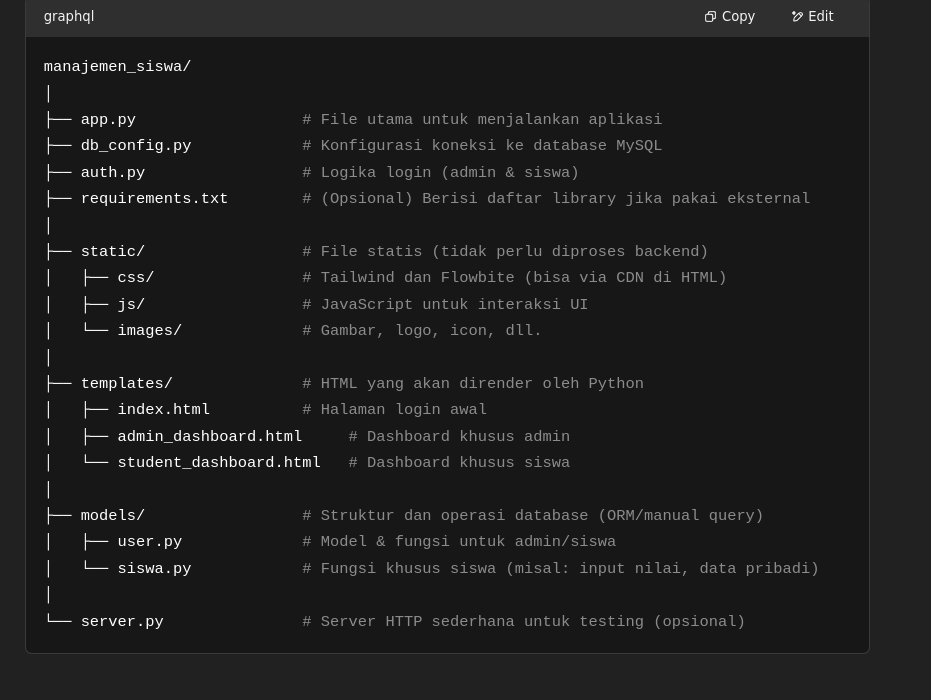 graphql
Copy
Edit
manajemen_siswa/
│
├── app.py                  # File utama untuk menjalankan aplikasi
├── db_config.py            # Konfigurasi koneksi ke database MySQL
├── auth.py                 # Logika login (admin & siswa)
├── requirements.txt        # (Opsional) Berisi daftar library jika pakai eksternal
│
├── static/                 # File statis (tidak perlu diproses backend)
│   ├── css/                # Tailwind dan Flowbite (bisa via CDN di HTML)
│   ├── js/                 # JavaScript untuk interaksi UI
│   └── images/             # Gambar, logo, icon, dll.
│
├── templates/              # HTML yang akan dirender oleh Python
│   ├── index.html          # Halaman login awal
│   ├── admin_dashboard.html     # Dashboard khusus admin
│   └── student_dashboard.html   # Dashboard khusus siswa
│
├── models/                 # Struktur dan operasi database (ORM/manual query)
│   ├── user.py             # Model & fungsi untuk admin/siswa
│   └── siswa.py            # Fungsi khusus siswa (misal: input nilai, data pribadi)
│
└── server.py               # Server HTTP sederhana untuk testing (opsional)